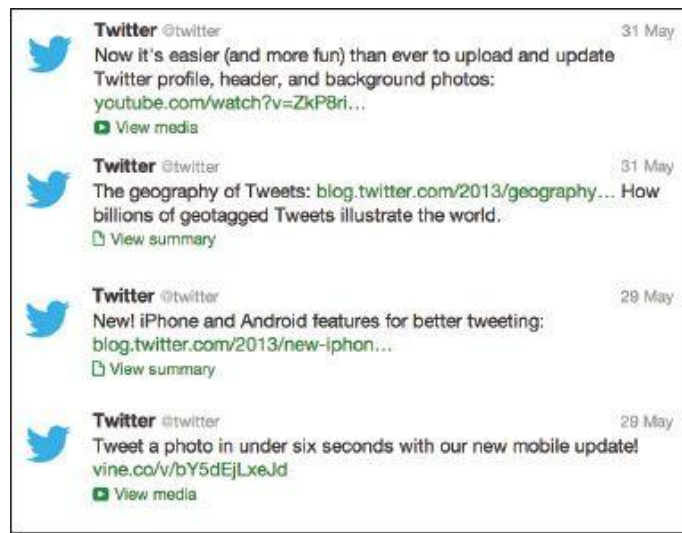 Twitter @twitter 31 May
Now it's easier (and more fun) than ever to upload and update
Twitter profile, header, and background photos:
youtube.com/watch?v=ZkP8ri...
View media
Twitter @twitter 31 May
The geography of Tweets: blog.twitter.com/2013/geography... How
billions of geotagged Tweets illustrate the world.
View summary
Twitter @twitter 29 May
New! iPhone and Android features for better tweeting:
blog.twitter.com/2013/new-iphon...
View summary
Twitter @twitter 29 May
Tweet a photo in under six seconds with our new mobile update!
vine.co/v/bY5dEjLxeJd
View media